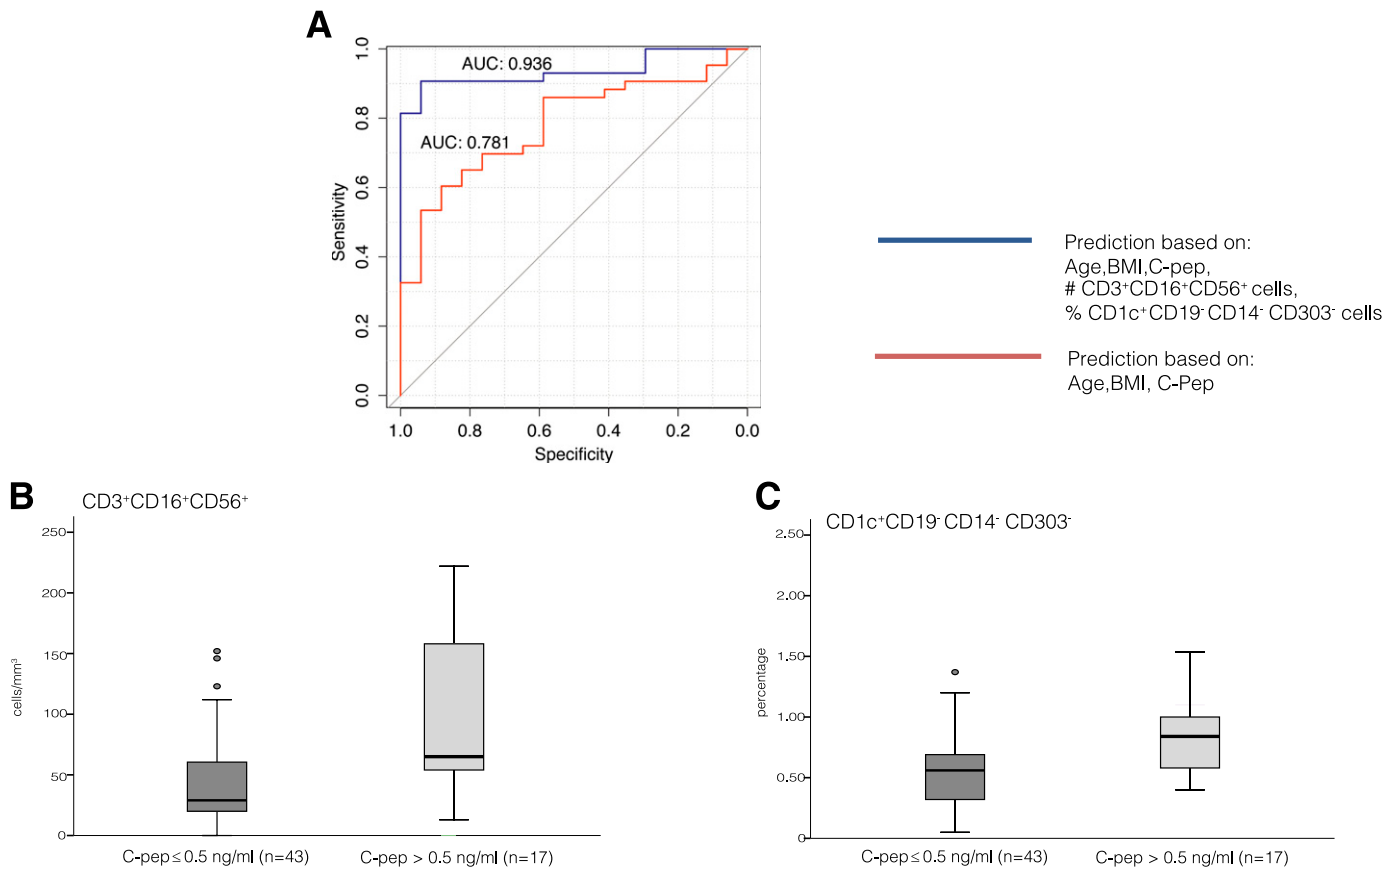 A
AUC: 0.936
AUC: 0.781
Sensitivity
0.0 0.2 0.4 0.6 0.8 1.0
1.0 0.8 0.6 0.4 0.2 0.0
Specificity
Prediction based on:
Age,BMI,C-pep,
# CD3⁺CD16⁺CD56⁺ cells,
% CD1c⁺CD19⁻CD14⁻ CD303⁻ cells
Prediction based on:
Age,BMI, C-Pep
B
CD3⁺CD16⁺CD56⁺
250
200
150
100
50
0
cells/mm³
C-pep ≤ 0.5 ng/ml (n=43)
C-pep > 0.5 ng/ml (n=17)
C
CD1c⁺CD19⁻CD14⁻ CD303⁻
2.50
2.00
1.50
1.00
0.50
0
percentage
C-pep ≤ 0.5 ng/ml (n=43)
C-pep > 0.5 ng/ml (n=17)